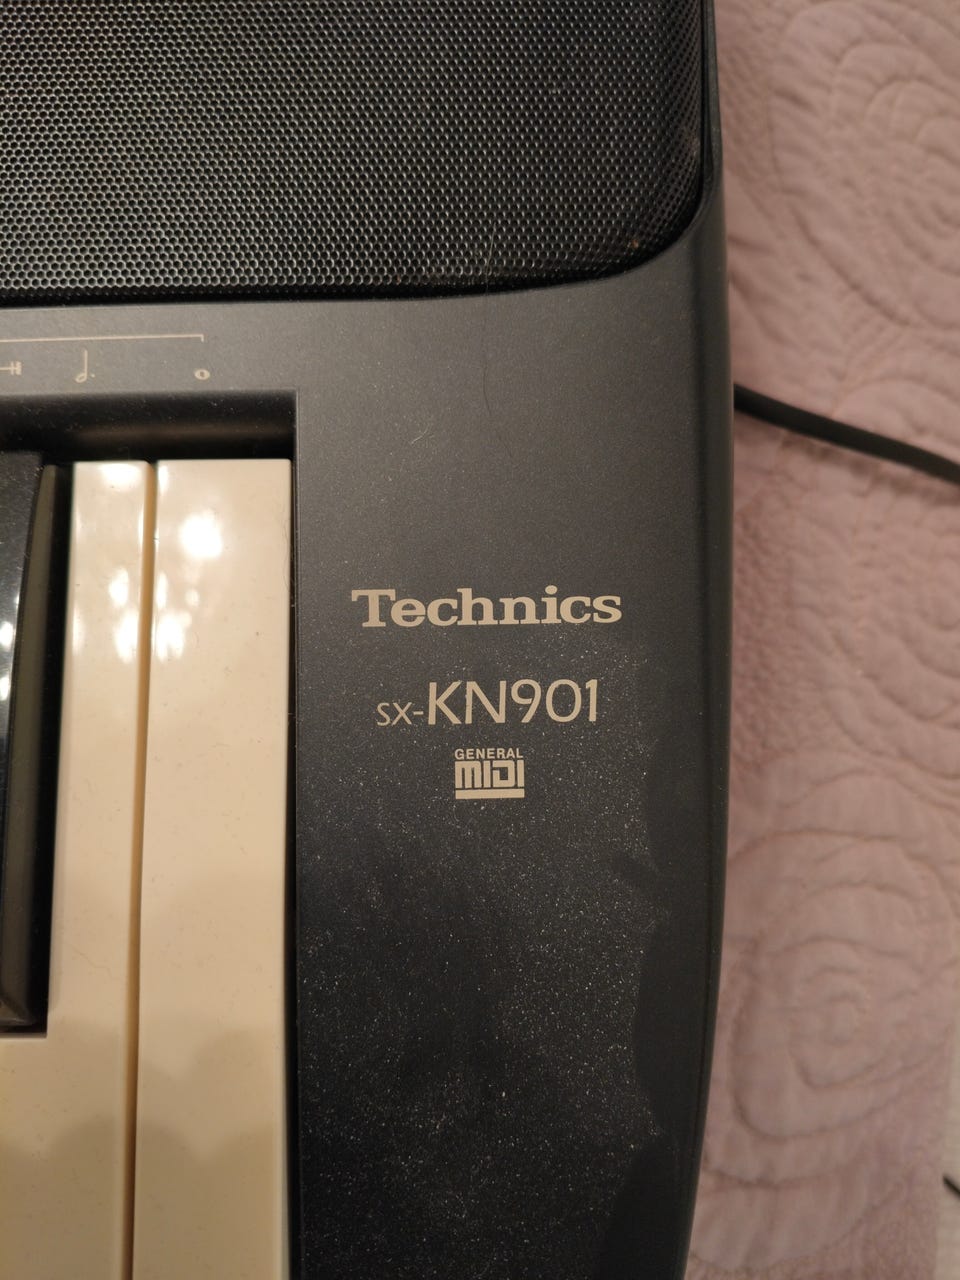 Technics
SX-KN901
GENERAL
MIDI